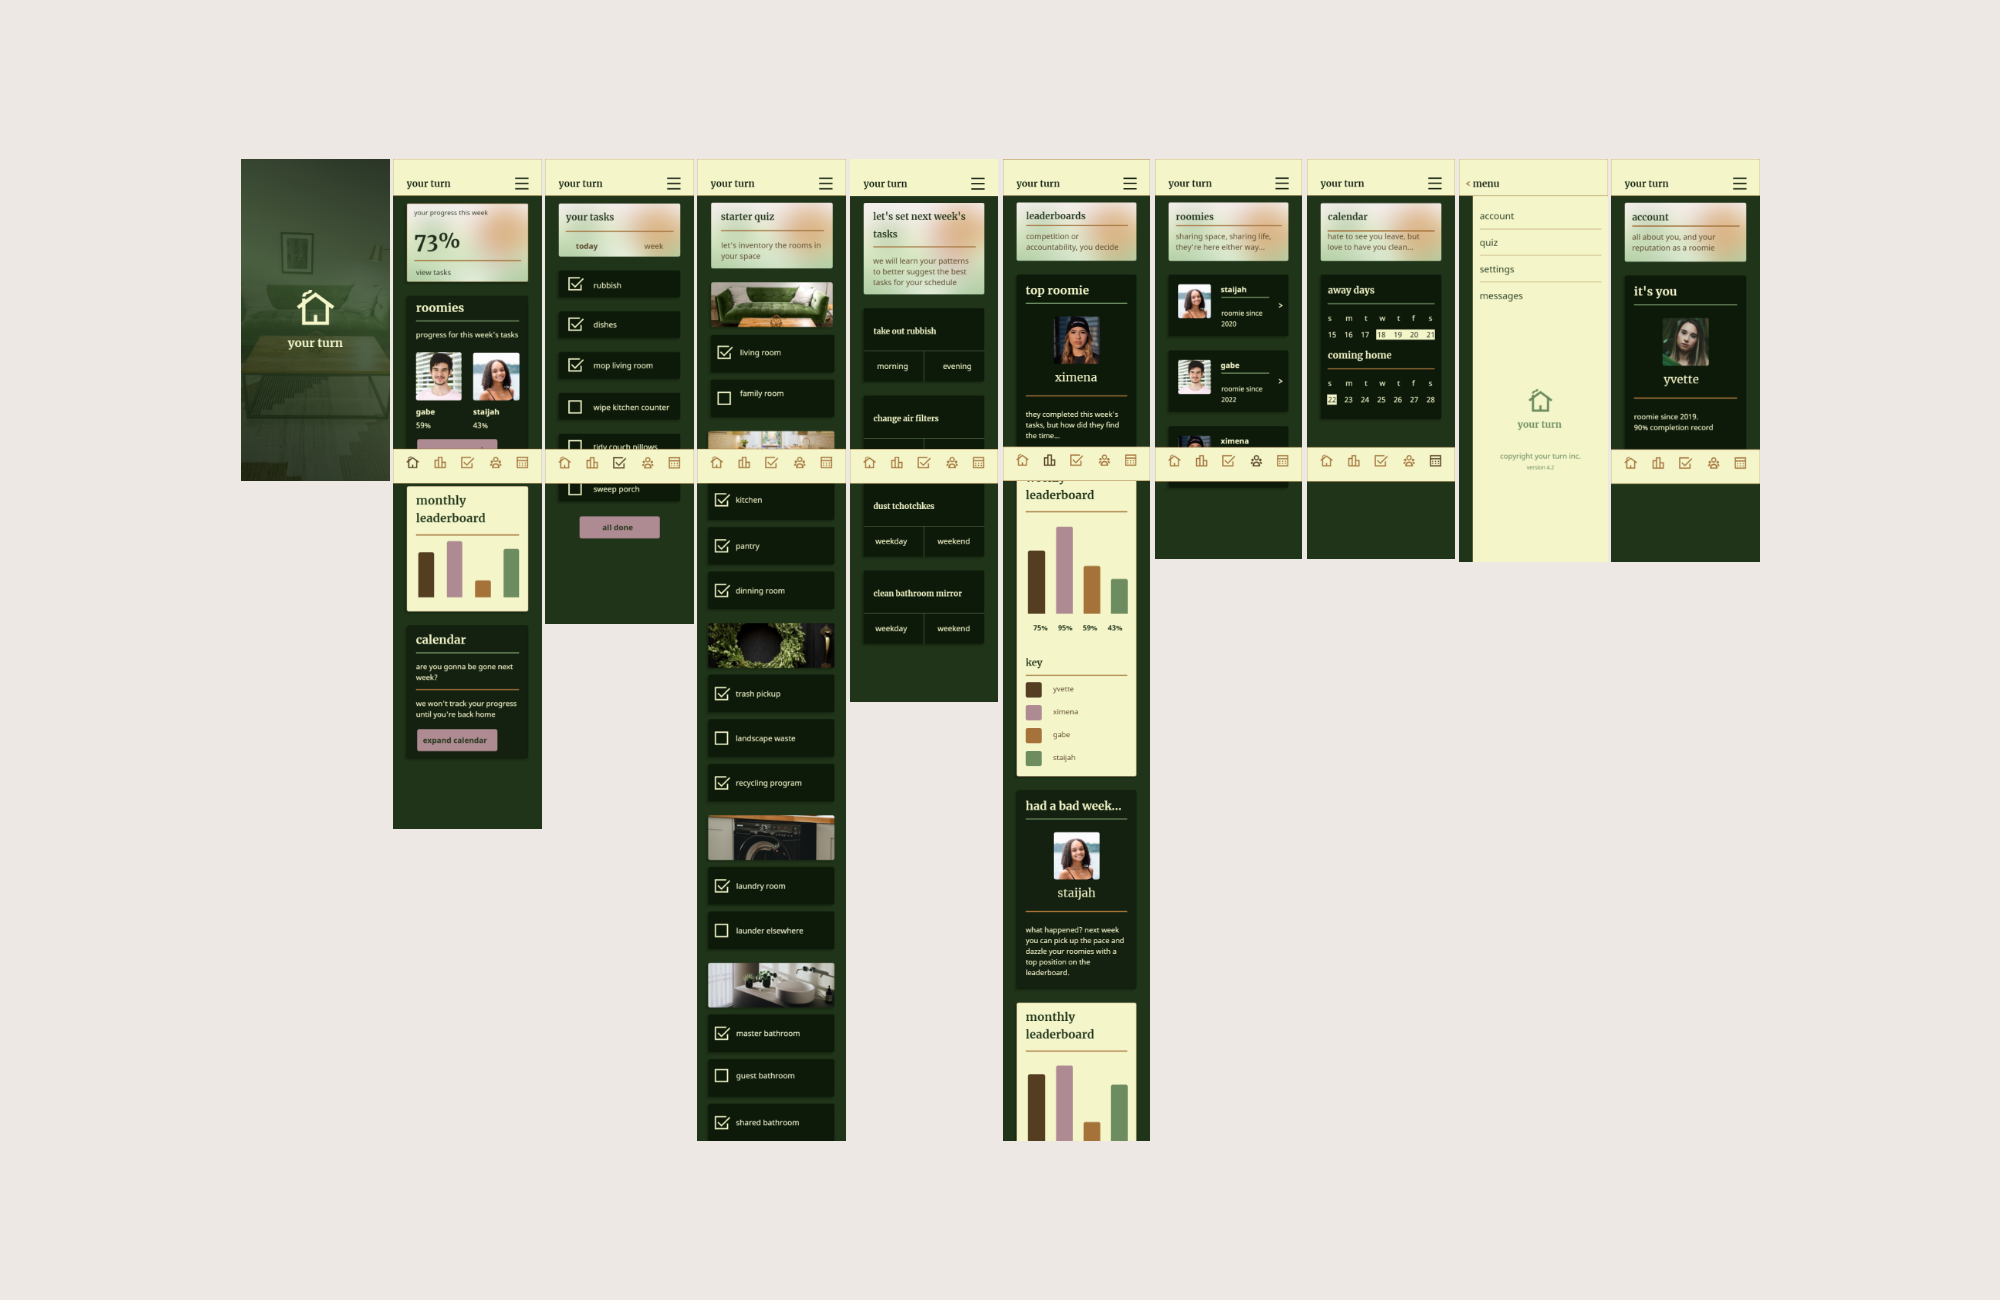 your turn
your turn
your progress this week
73%
view tasks
roomies
progress for this week's tasks
gabe
staijah
59%
43%
monthly
leaderboard
calendar
are you gonna be gone next
week?
we won't track your progress
until you're back home
expand calendar
your turn
your tasks
today
week
rubbish
dishes
mop living room
wipe kitchen counter
tidy couch pillows
sweep porch
all done
your turn
starter quiz
let's inventory the rooms in
your space
living room
family room
kitchen
pantry
dinning room
trash pickup
landscape waste
recycling program
laundry room
launder elsewhere
master bathroom
guest bathroom
shared bathroom
your turn
let's set next week's
tasks
we will learn your patterns
to better suggest the best
tasks for your schedule
take out rubbish
morning
evening
change air filters
dust tchotchkes
weekday
weekend
clean bathroom mirror
weekday
weekend
your turn
leaderboards
competition or
accountability, you decide
top roomie
ximena
they completed this week's
tasks, but how did they find
the time...
weekly
leaderboard
75% 95% 59% 43%
key
yvette
ximena
gabe
staijah
had a bad week...
staijah
what happened? next week
you can pick up the pace and
dazzle your roomies with a
top position on the
leaderboard.
monthly
leaderboard
your turn
roomies
sharing space, sharing life,
they're here either way...
staijah
roomie since
2020
>
gabe
roomie since
2022
>
ximena
your turn
calendar
hate to see you leave, but
love to have you clean...
away days
s m t w t f s
15 16 17 18 19 20 21
coming home
s m t w t f s
22 23 24 25 26 27 28
< menu
account
quiz
settings
messages
your turn
copyright your turn inc.
version 4.2
your turn
account
all about you, and your
reputation as a roomie
it's you
yvette
roomie since 2019.
90% completion record